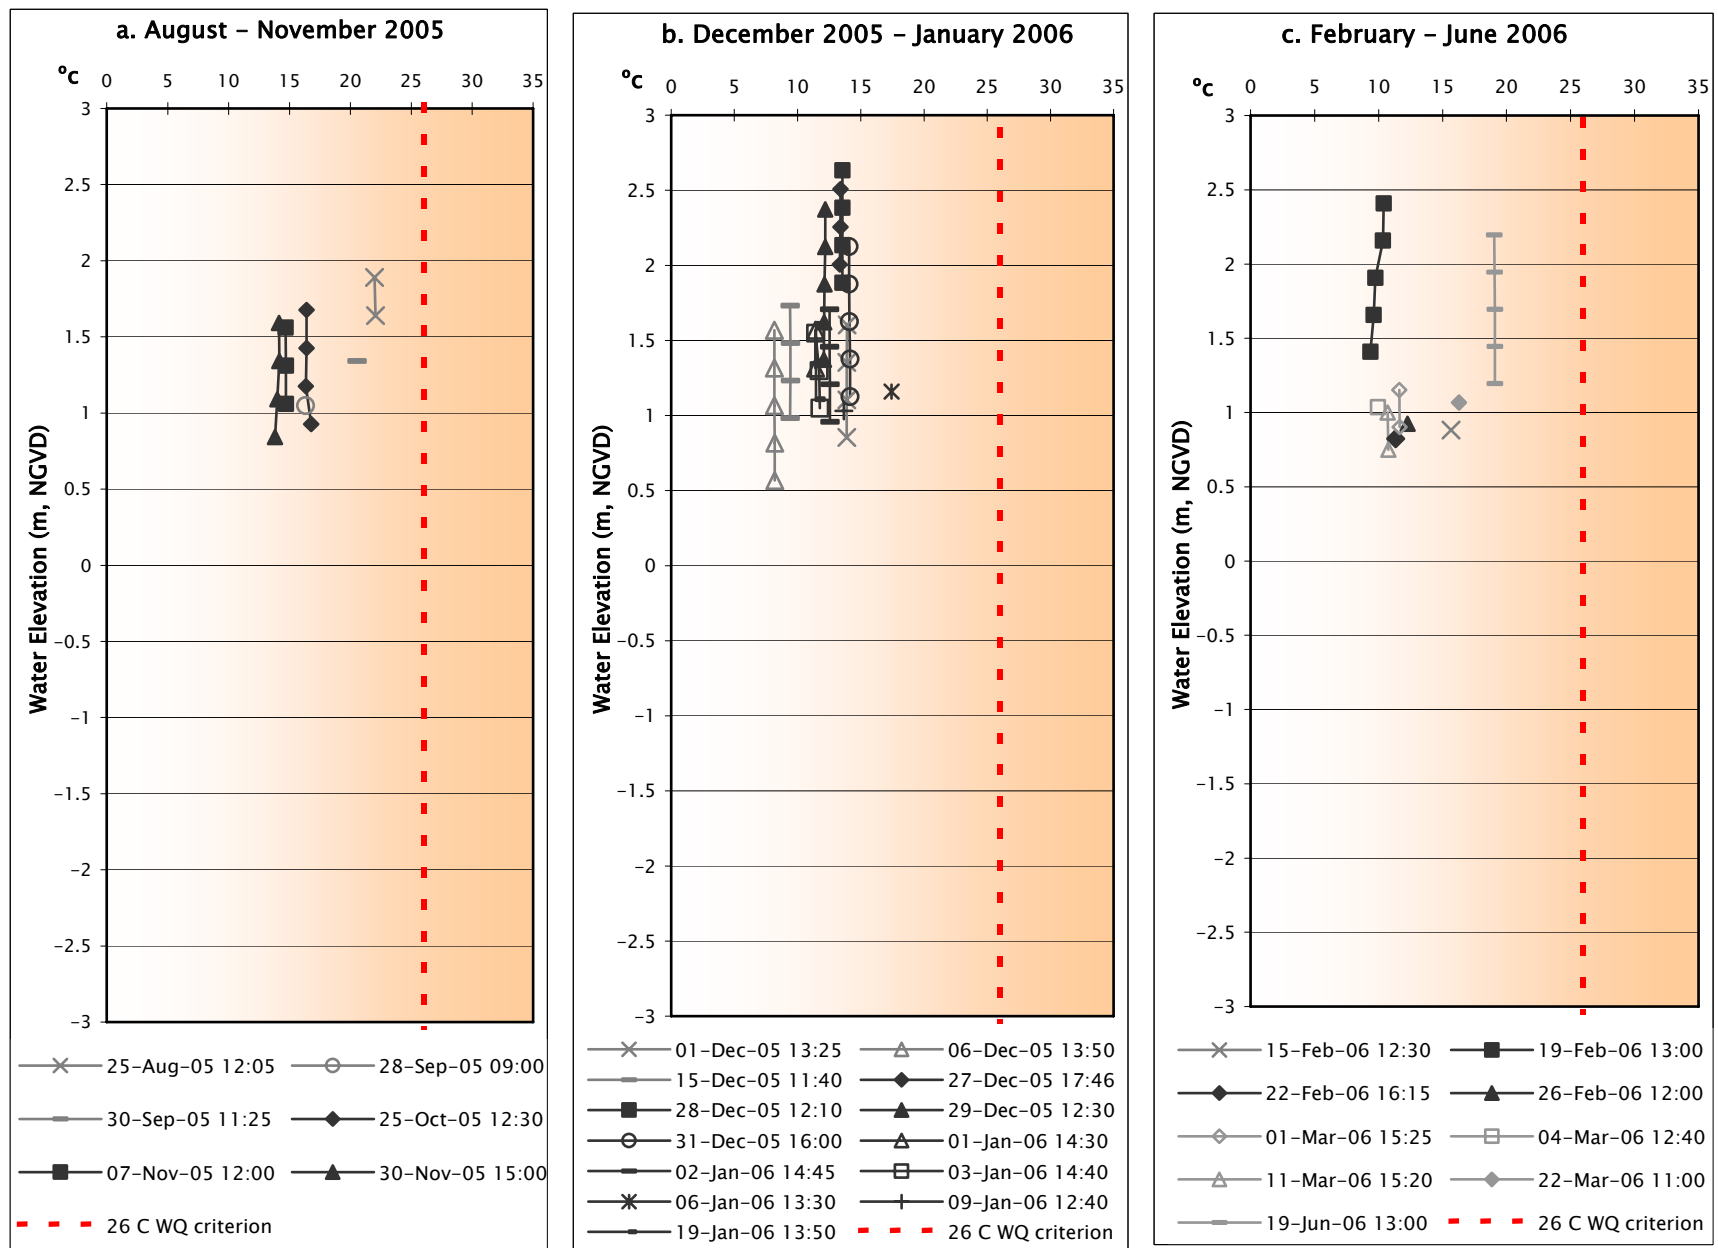 a. August – November 2005
°c
0 5 10 15 20 25 30 35
3
2.5
2
1.5
1
0.5
0
−0.5
−1
−1.5
−2
−2.5
−3
Water Elevation (m, NGVD)
25-Aug-05 12:05
28-Sep-05 09:00
30-Sep-05 11:25
25-Oct-05 12:30
07-Nov-05 12:00
30-Nov-05 15:00
26 C WQ criterion
b. December 2005 – January 2006
°c
0 5 10 15 20 25 30 35
3
2.5
2
1.5
1
0.5
0
−0.5
−1
−1.5
−2
−2.5
−3
Water Elevation (m, NGVD)
01-Dec-05 13:25
06-Dec-05 13:50
15-Dec-05 11:40
27-Dec-05 17:46
28-Dec-05 12:10
29-Dec-05 12:30
31-Dec-05 16:00
01-Jan-06 14:30
02-Jan-06 14:45
03-Jan-06 14:40
06-Jan-06 13:30
09-Jan-06 12:40
19-Jan-06 13:50
26 C WQ criterion
c. February – June 2006
°c
0 5 10 15 20 25 30 35
3
2.5
2
1.5
1
0.5
0
−0.5
−1
−1.5
−2
−2.5
−3
Water Elevation (m, NGVD)
15-Feb-06 12:30
19-Feb-06 13:00
22-Feb-06 16:15
26-Feb-06 12:00
01-Mar-06 15:25
04-Mar-06 12:40
11-Mar-06 15:20
22-Mar-06 11:00
19-Jun-06 13:00
26 C WQ criterion